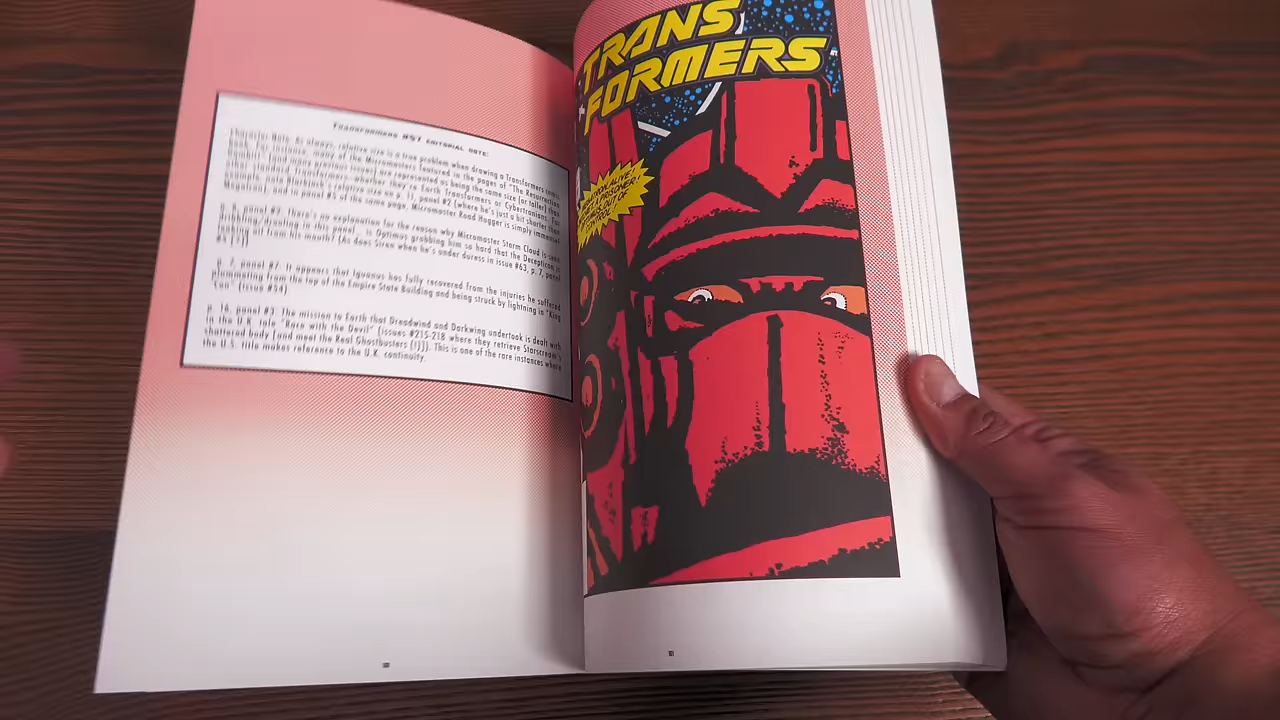 TRANSFORMERS #57 EDITORIAL NOTE:
Character Note: As always, relative size is a true problem when drawing a Transformers comic
book. For instance, many of the Micromasters featured in the pages of "The Resurrection
Gambit!" (and many previous issues) are represented as being the same size (or taller) than
other standard Transformers, whether they're Earth Transformers or Cybertronians. For
example, Flattop's relative size on p. 11, panel #2 (where he's just a bit shorter than
Megatron), and in panel #5 of the same page, Micromaster Road Hugger is simply immense!
p. 5, panel #2. There's no explanation for the reason why Micromaster Storm Cloud is seen
dribbling/drooling in this panel
is Optimus grabbing him so hard that the Decepticon is
leaking oil from his mouth? (As does Siren when he's under duress in issue #63, p. 7, panel
#4 [?])
p. 7, panel #7. It appears that Iguanus has fully recovered from the injuries he suffered
plummeting from the top of the Empire State Building and being struck by lightning in "King
Con" (issue #54)
p. 16, panel #3. The mission to Earth that Dreadwind and Darkwing undertook is dealt with
in the U.K. tale "Race with the Devil" (issues #215-218 where they retrieve Starscream's
shattered body [and meet the Real Ghostbusters (!)]). This is one of the rare instances where
the U.S. title makes reference to the U.K. continuity.
TRANS
FORMERS
ALIVE!
PRISONER!
OUT OF
CONTROL!